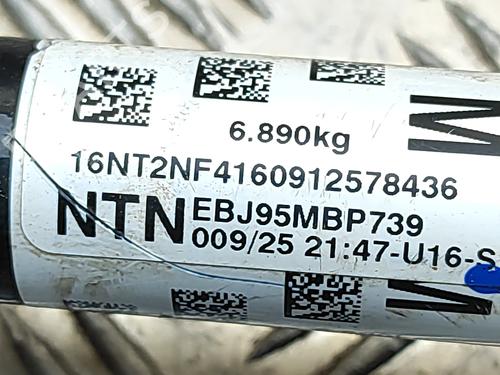 M
6.890kg
16NT2NF4160912578436
NTN EBJ95MBP739
009/25 21:47-U16-S